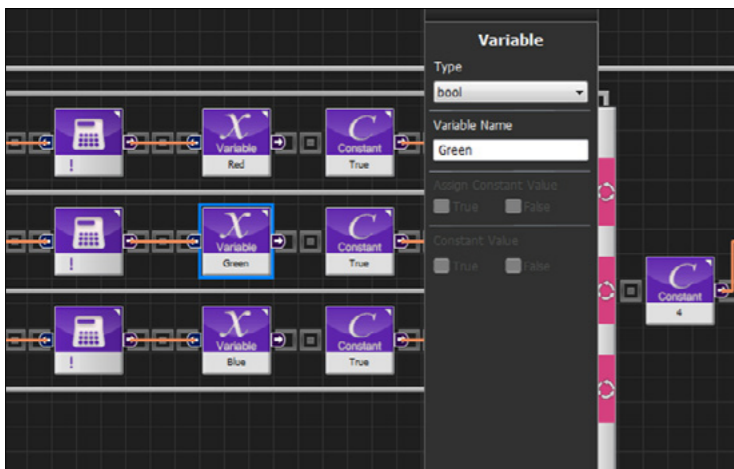 Variable
Type
bool
Variable Name
Green
Assign Constant Value
True False
Constant Value
True False
! Variable Red Constant True
! Variable Green Constant True
! Variable Blue Constant True
Constant 4